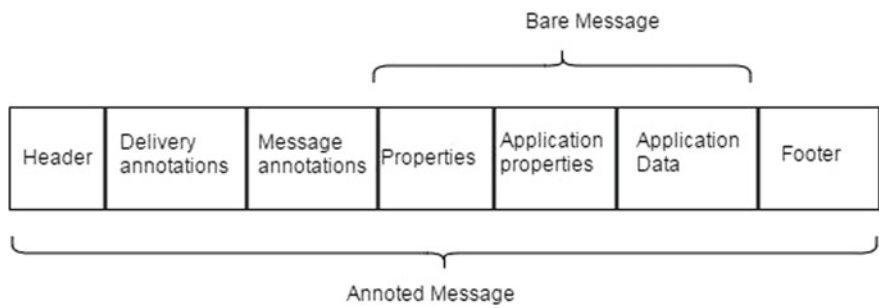 Bare Message
Header
Delivery
annotations
Message
annotations
Properties
Application
properties
Application
Data
Footer
Annoted Message